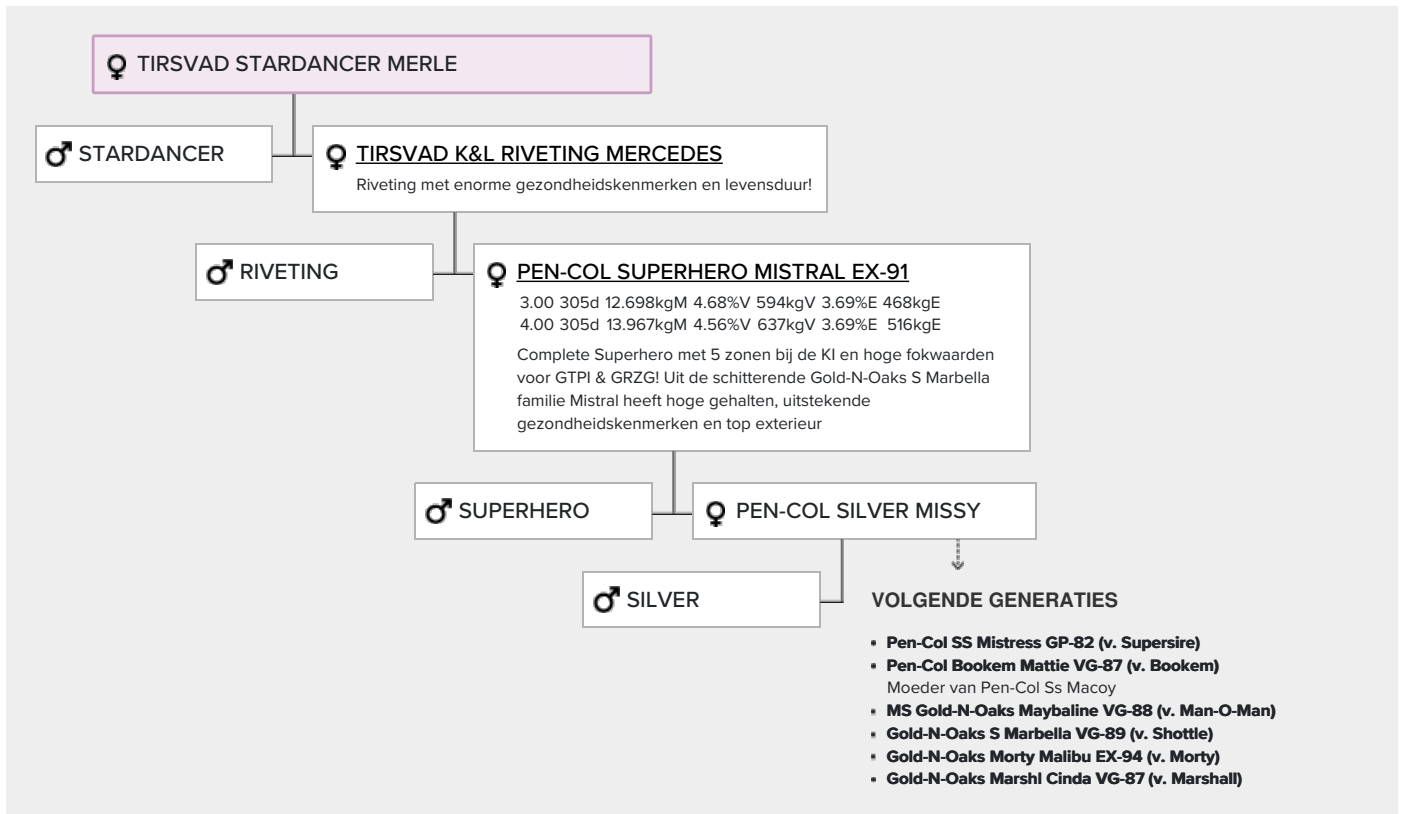 TIRSVAD STARDANCER MERLE
STARDANCER
TIRSVAD K&L RIVETING MERCEDES
Riveting met enorme gezondheidskenmerken en levensduur!
RIVETING
PEN-COL SUPERHERO MISTRAL EX-91
3.00 305d 12.698kgM 4.68%V 594kgV 3.69%E 468kgE
4.00 305d 13.967kgM 4.56%V 637kgV 3.69%E 516kgE
Complete Superhero met 5 zonen bij de KI en hoge fokwaarden
voor GTPI & GRZG! Uit de schitterende Gold-N-Oaks S Marbella
familie Mistral heeft hoge gehalten, uitstekende
gezondheidskenmerken en top exterieur
SUPERHERO
PEN-COL SILVER MISSY
SILVER
VOLGENDE GENERATIES
Pen-Col SS Mistress GP-82 (v. Supersire)
Pen-Col Bookem Mattie VG-87 (v. Bookem)
Moeder van Pen-Col Ss Macoy
MS Gold-N-Oaks Maybaline VG-88 (v. Man-O-Man)
Gold-N-Oaks S Marbella VG-89 (v. Shottle)
Gold-N-Oaks Morty Malibu EX-94 (v. Morty)
Gold-N-Oaks Marshl Cinda VG-87 (v. Marshall)